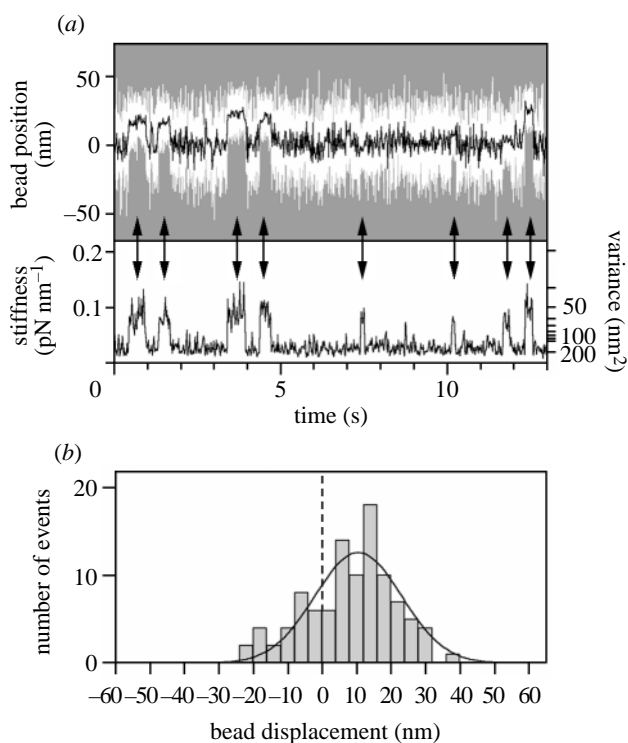 (a)
50
0
–50
bead position
(nm)
0.2
0.1
stiffness
(pN nm–1)
50
100
200
variance (nm2)
0 5 10
time (s)
(b)
20
10
0
number of events
–60 –50 –40 –30 –20 –10 0 10 20 30 40 50 60
bead displacement (nm)